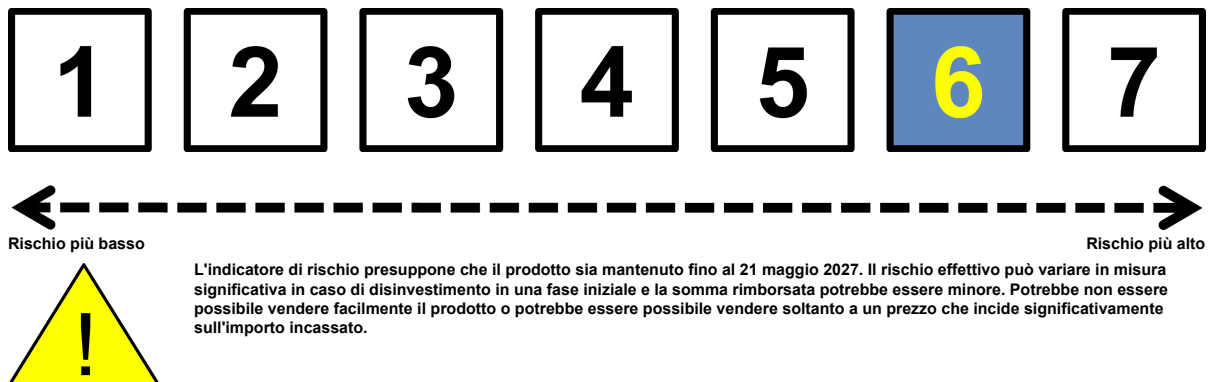 1 2 3 4 5 6 7
Rischio più basso Rischio più alto
L'indicatore di rischio presuppone che il prodotto sia mantenuto fino al 21 maggio 2027. Il rischio effettivo può variare in misura
significativa in caso di disinvestimento in una fase iniziale e la somma rimborsata potrebbe essere minore. Potrebbe non essere
possibile vendere facilmente il prodotto o potrebbe essere possibile vendere soltanto a un prezzo che incide significativamente
sull'importo incassato.
!